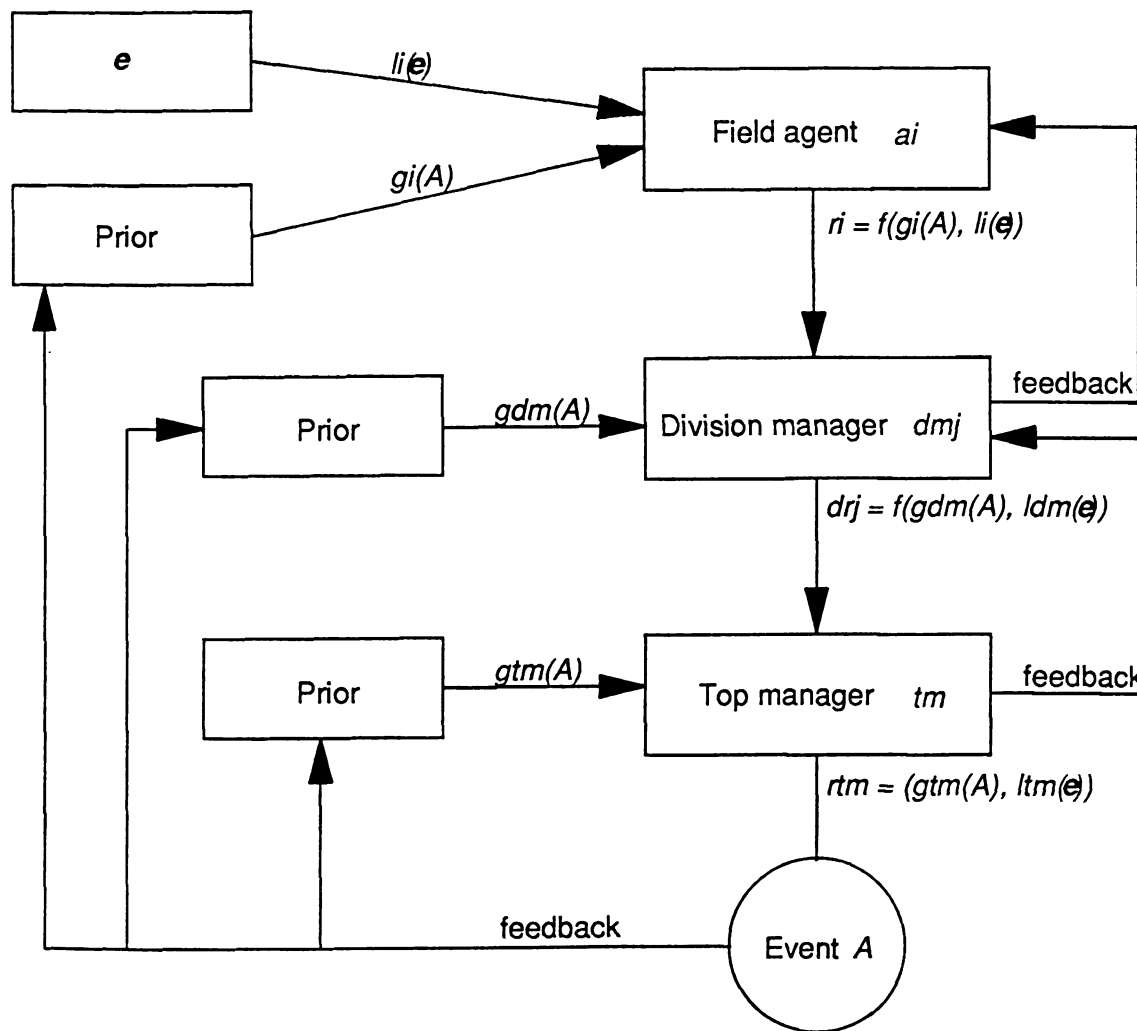 e
li(e)
Field agent ai
gi(A)
Prior
ri = f(gi(A), li(e))
feedback
Prior
gdm(A)
Division manager dmj
drj = f(gdm(A), ldm(e))
Prior
gtm(A)
Top manager tm
feedback
rtm = (gtm(A), ltm(e))
feedback
Event A